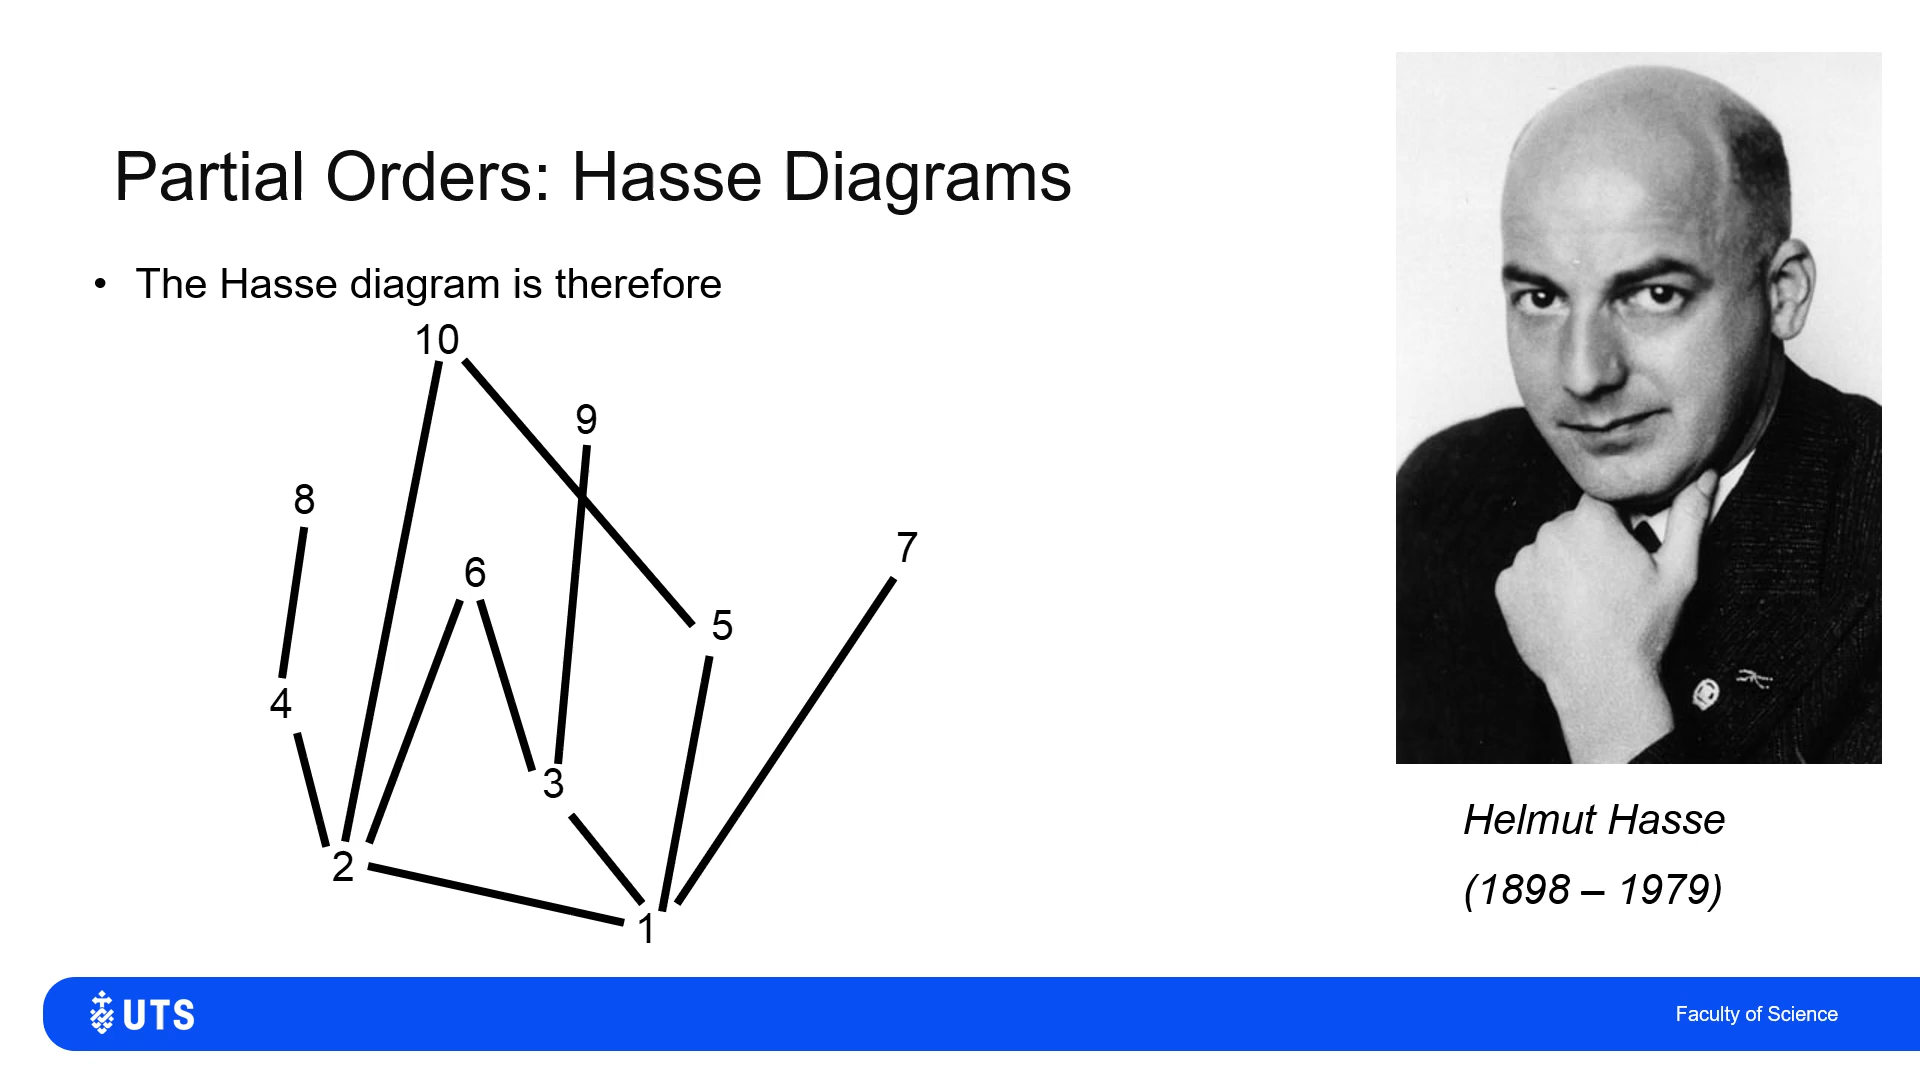 Partial Orders: Hasse Diagrams
• The Hasse diagram is therefore
10
9
8
7
6
5
4
3
2
1
Helmut Hasse
(1898 – 1979)
UTS
Faculty of Science